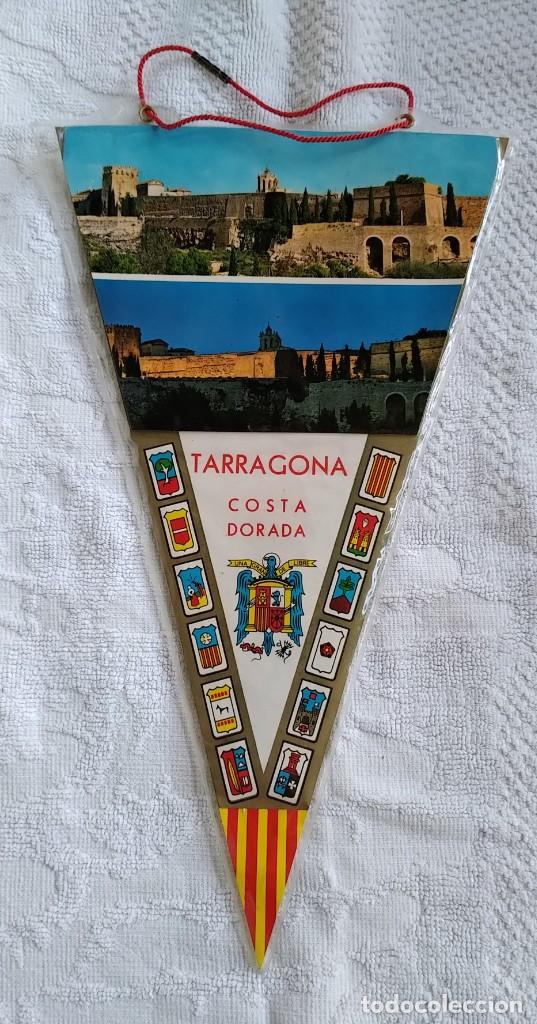 TARRAGONA
COSTA
DORADA
UNA GRANDE LIBRE
todocoleccion